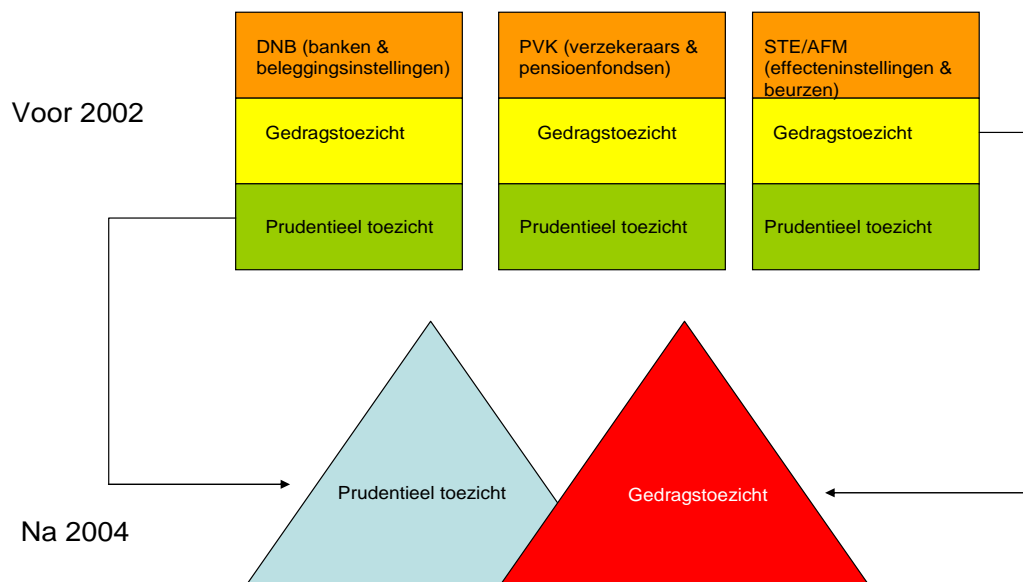 DNB (banken &
beleggingsinstellingen)
PVK (verzekeraars &
pensioenfondsen)
STE/AFM
(effecteninstellingen &
beurzen)
Voor 2002
Gedragstoezicht
Gedragstoezicht
Gedragstoezicht
Prudentieel toezicht
Prudentieel toezicht
Prudentieel toezicht
Prudentieel toezicht
Gedragstoezicht
Na 2004